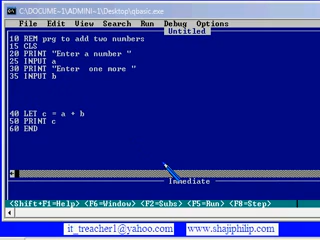 C:\DOCUME~1\ADMINI~1\Desktop\qbasic.exe
File Edit View Search Run Debug Options
Untitled
10 REM prg to add two numbers
15 CLS
20 PRINT "Enter a number "
25 INPUT a
30 PRINT "Enter  one more "
35 INPUT b
40 LET c = a + b
50 PRINT c
60 END
Immediate
<Shift+F1=Help> <F6=Window> <F2=Subs> <F5=Run> <F8=Step>
it_treacher1@yahoo.com www.shajiphilip.com